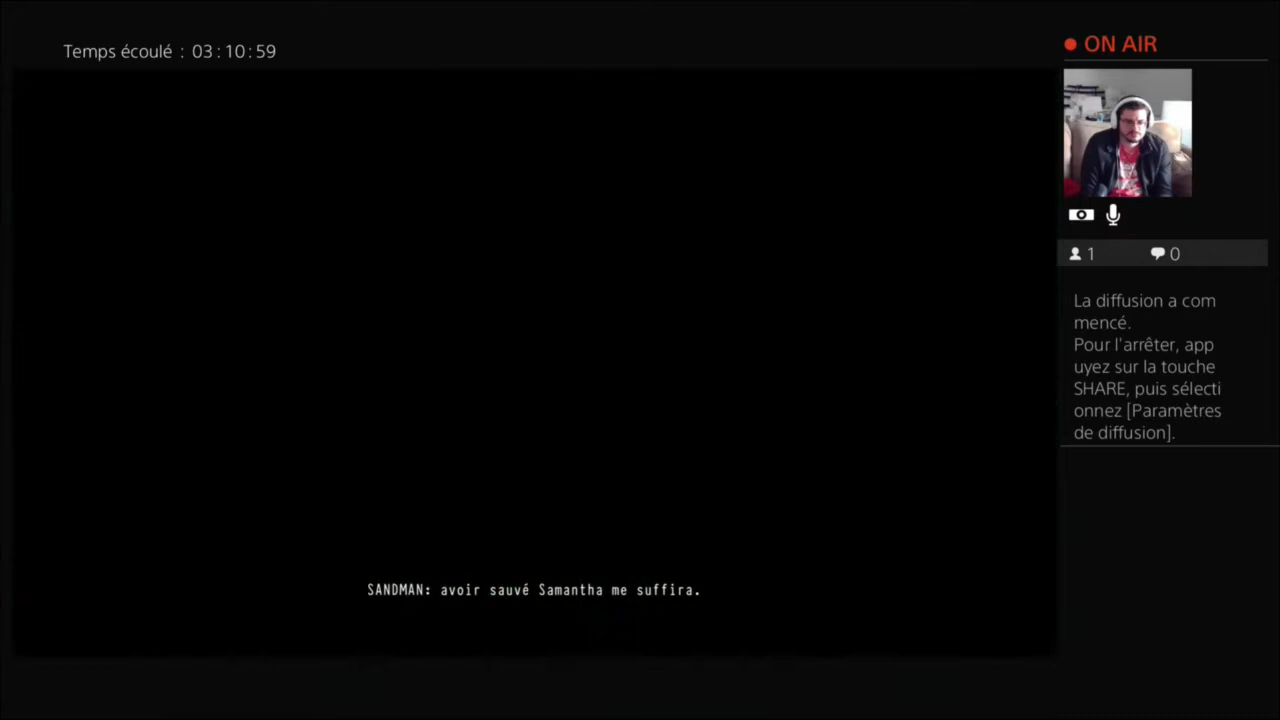 Temps écoulé : 03:10:59
ON AIR
1 0
La diffusion a com
mencé.
Pour l'arrêter, app
uyez sur la touche
SHARE, puis sélecti
onnez [Paramètres
de diffusion].
SANDMAN: avoir sauvé Samantha me suffira.